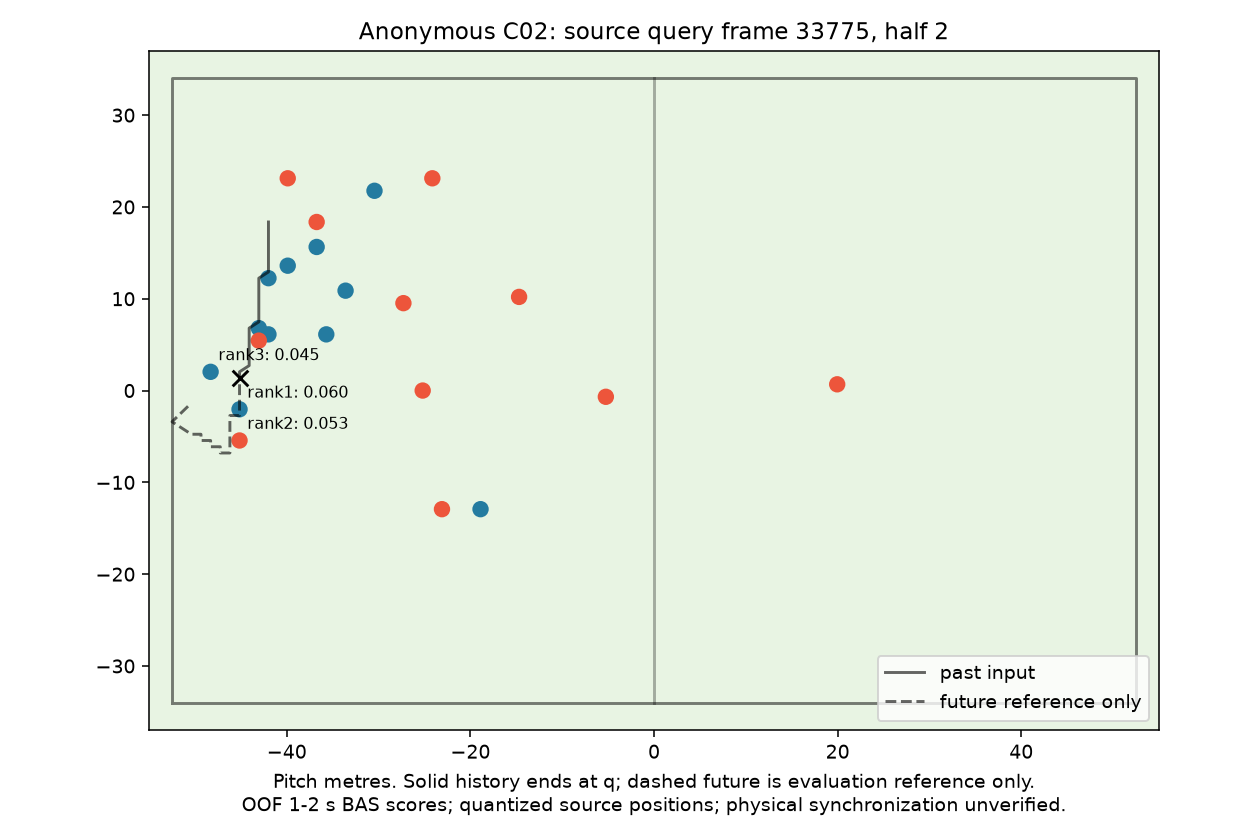 Anonymous C02: source query frame 33775, half 2
30
20
10
0
−10
−20
−30
rank3: 0.045
rank1: 0.060
rank2: 0.053
past input
future reference only
−40
−20
0
20
40
Pitch metres. Solid history ends at q; dashed future is evaluation reference only.
OOF 1-2 s BAS scores; quantized source positions; physical synchronization unverified.